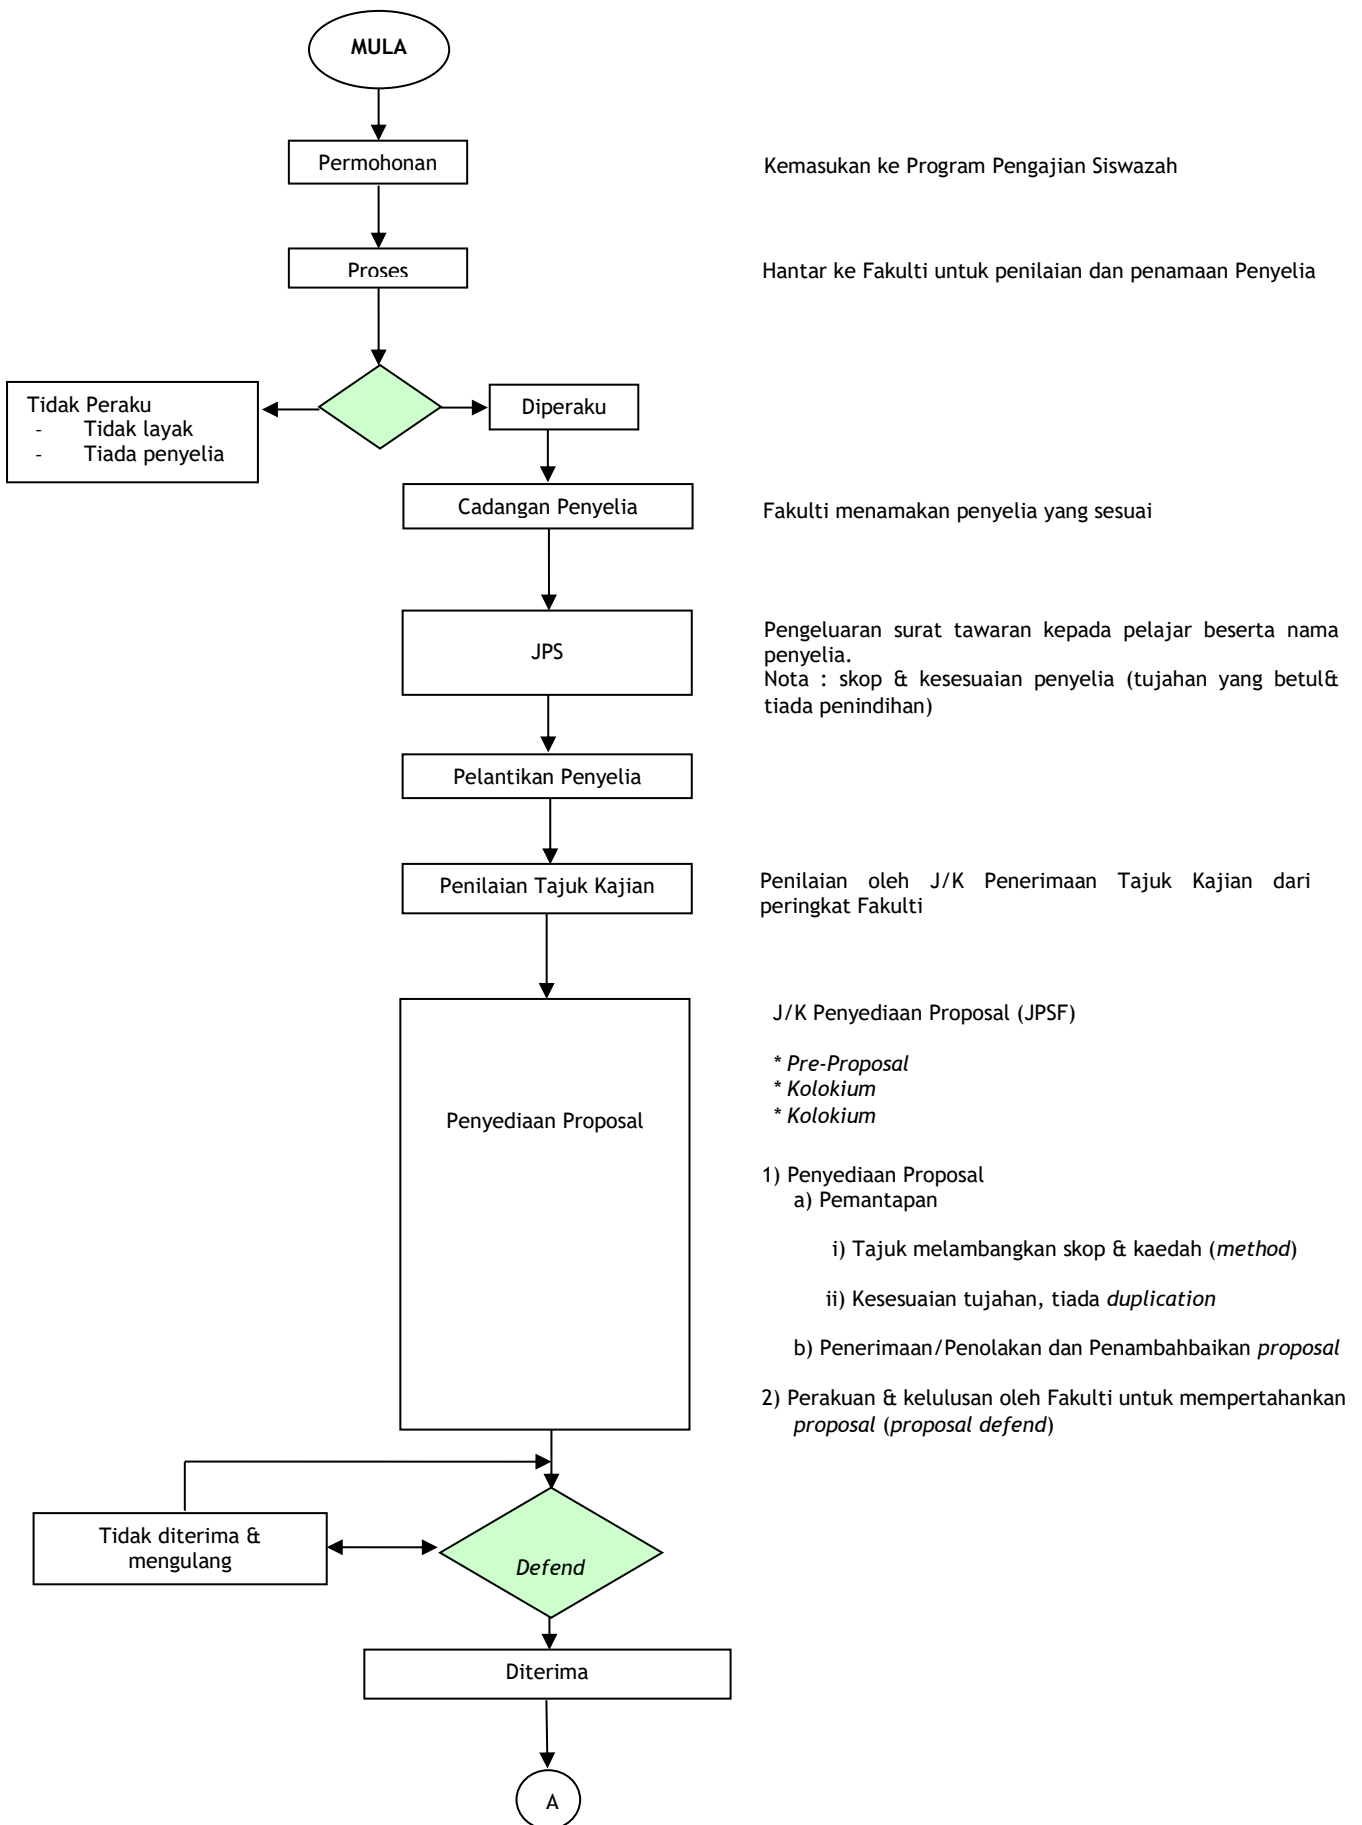 MULA
Permohonan
Kemasukan ke Program Pengajian Siswazah
Proses
Hantar ke Fakulti untuk penilaian dan penamaan Penyelia
Tidak Peraku
- Tidak layak
- Tiada penyelia
Diperaku
Cadangan Penyelia
Fakulti menamakan penyelia yang sesuai
JPS
Pengeluaran surat tawaran kepada pelajar beserta nama
penyelia.
Nota : skop & kesesuaian penyelia (tujahan yang betul&
tiada penindihan)
Pelantikan Penyelia
Penilaian Tajuk Kajian
Penilaian oleh J/K Penerimaan Tajuk Kajian dari
peringkat Fakulti
Penyediaan Proposal
J/K Penyediaan Proposal (JPSF)
* Pre-Proposal
* Kolokium
* Kolokium
1) Penyediaan Proposal
a) Pemantapan
i) Tajuk melambangkan skop & kaedah (method)
ii) Kesesuaian tujahan, tiada duplication
b) Penerimaan/Penolakan dan Penambahbaikan proposal
2) Perakuan & kelulusan oleh Fakulti untuk mempertahankan
proposal (proposal defend)
Tidak diterima &
mengulang
Defend
Diterima
A